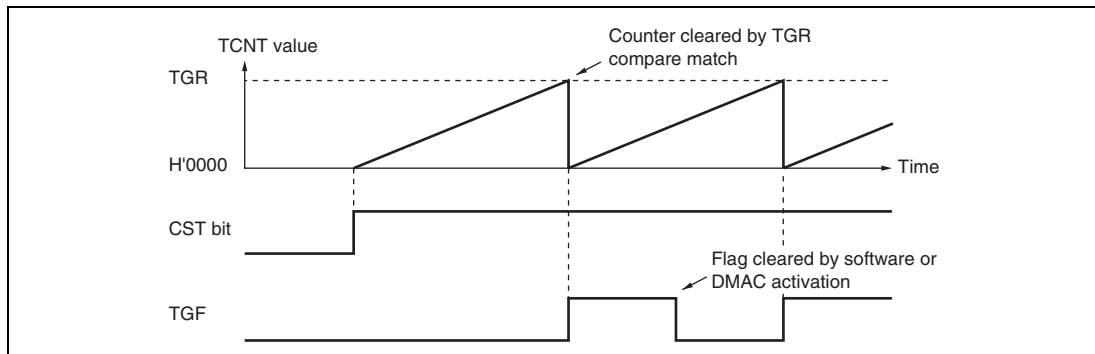 Counter cleared by TGR
compare match
TCNT value
TGR
H'0000
Time
CST bit
Flag cleared by software or
DMAC activation
TGF